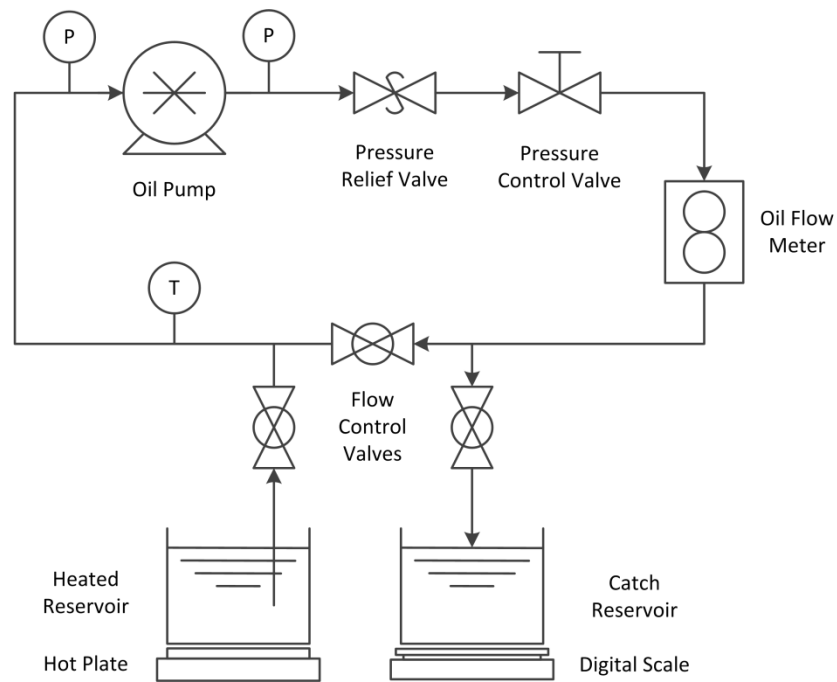 P
P
Oil Pump
Pressure
Relief Valve
Pressure
Control Valve
Oil Flow
Meter
T
Flow
Control
Valves
Heated
Reservoir
Catch
Reservoir
Hot Plate
Digital Scale